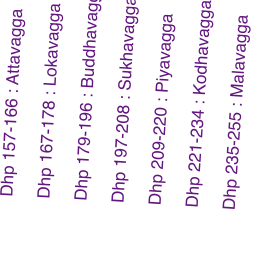 Dhp 157-166 : Attavagga
Dhp 167-178 : Lokavagga
Dhp 179-196 : Buddhavagg
Dhp 197-208 : Sukhavagga
Dhp 209-220 : Piyavagga
Dhp 221-234 : Kodhavagga
Dhp 235-255 : Malavagga